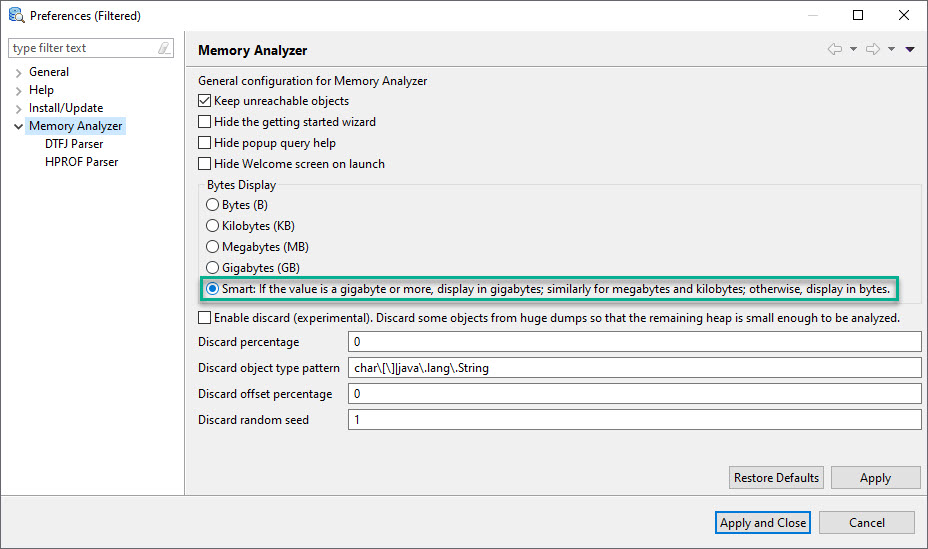 Preferences (Filtered)
type filter text
General
Help
Install/Update
Memory Analyzer
DTFJ Parser
HPROF Parser
Memory Analyzer
General configuration for Memory Analyzer
Keep unreachable objects
Hide the getting started wizard
Hide popup query help
Hide Welcome screen on launch
Bytes Display
Bytes (B)
Kilobytes (KB)
Megabytes (MB)
Gigabytes (GB)
Smart: If the value is a gigabyte or more, display in gigabytes; similarly for megabytes and kilobytes; otherwise, display in bytes.
Enable discard (experimental). Discard some objects from huge dumps so that the remaining heap is small enough to be analyzed.
Discard percentage 0
Discard object type pattern char\[\]|java\.lang\.String
Discard offset percentage 0
Discard random seed 1
Restore Defaults Apply
Apply and Close Cancel